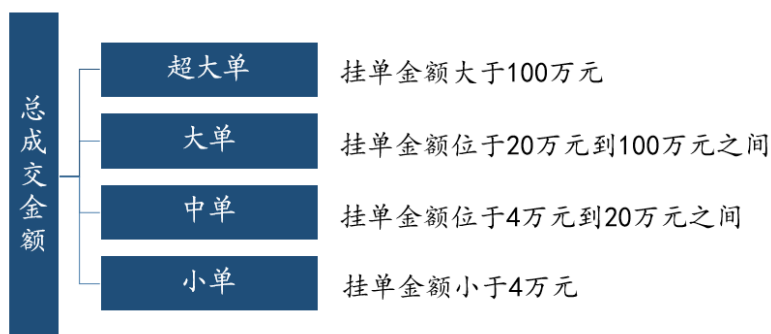 总成交金额
超大单 挂单金额大于100万元
大单 挂单金额位于20万元到100万元之间
中单 挂单金额位于4万元到20万元之间
小单 挂单金额小于4万元